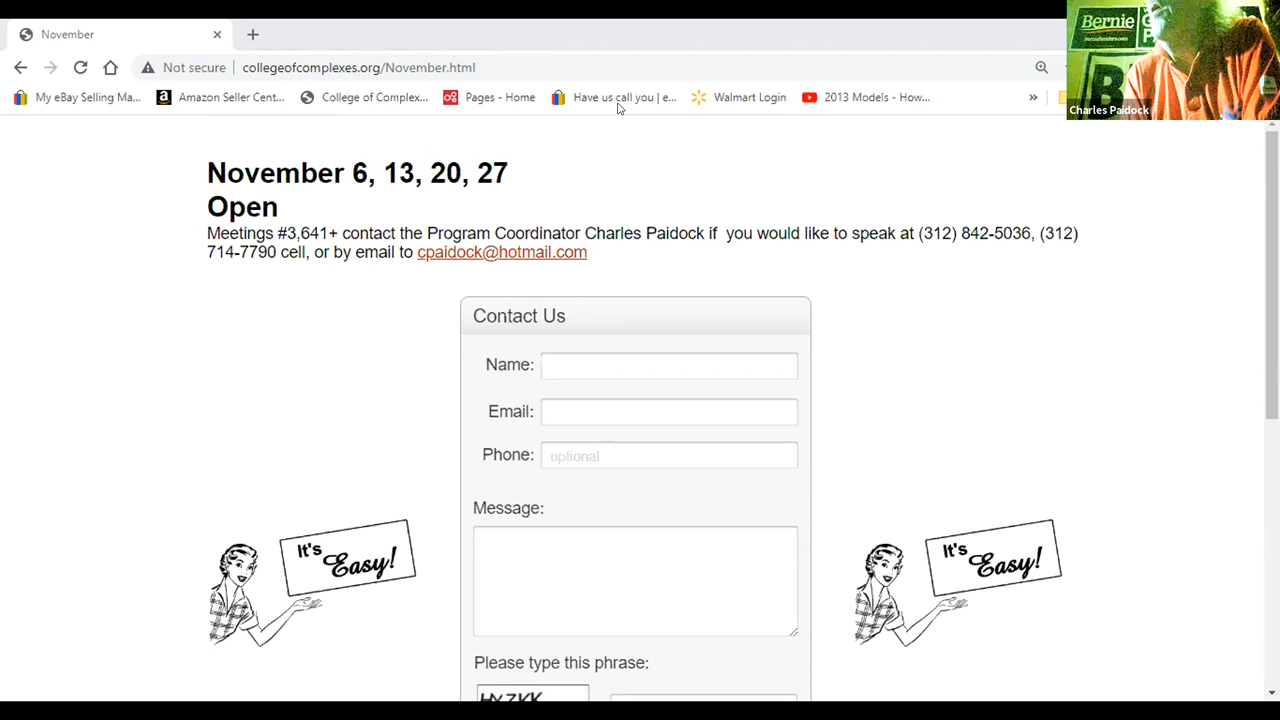 November
Not secure collegeofcomplexes.org/November.html
My eBay Selling Ma... Amazon Seller Cent... College of Complex... Pages - Home Have us call you | e... Walmart Login 2013 Models - How... »
Bernie
berniesanders.com
Charles Paidock
November 6, 13, 20, 27
Open
Meetings #3,641+ contact the Program Coordinator Charles Paidock if you would like to speak at (312) 842-5036, (312)
714-7790 cell, or by email to cpaidock@hotmail.com
Contact Us
Name:
Email:
Phone: optional
Message:
It's
Easy!
It's
Easy!
Please type this phrase: